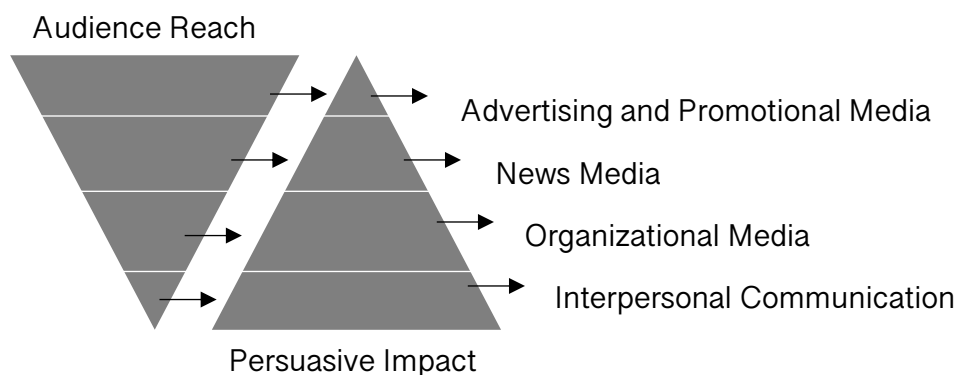 Audience Reach
Advertising and Promotional Media
News Media
Organizational Media
Interpersonal Communication
Persuasive Impact